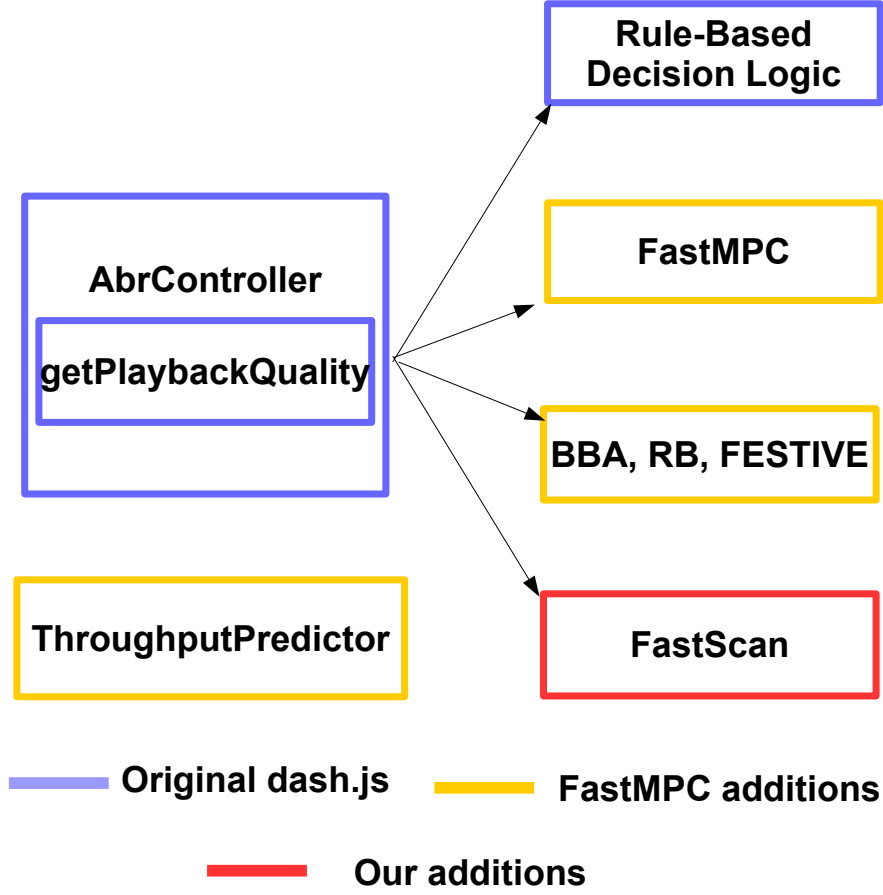 Rule-Based
Decision Logic
AbrController
getPlaybackQuality
FastMPC
BBA, RB, FESTIVE
ThroughputPredictor
FastScan
Original dash.js
FastMPC additions
Our additions